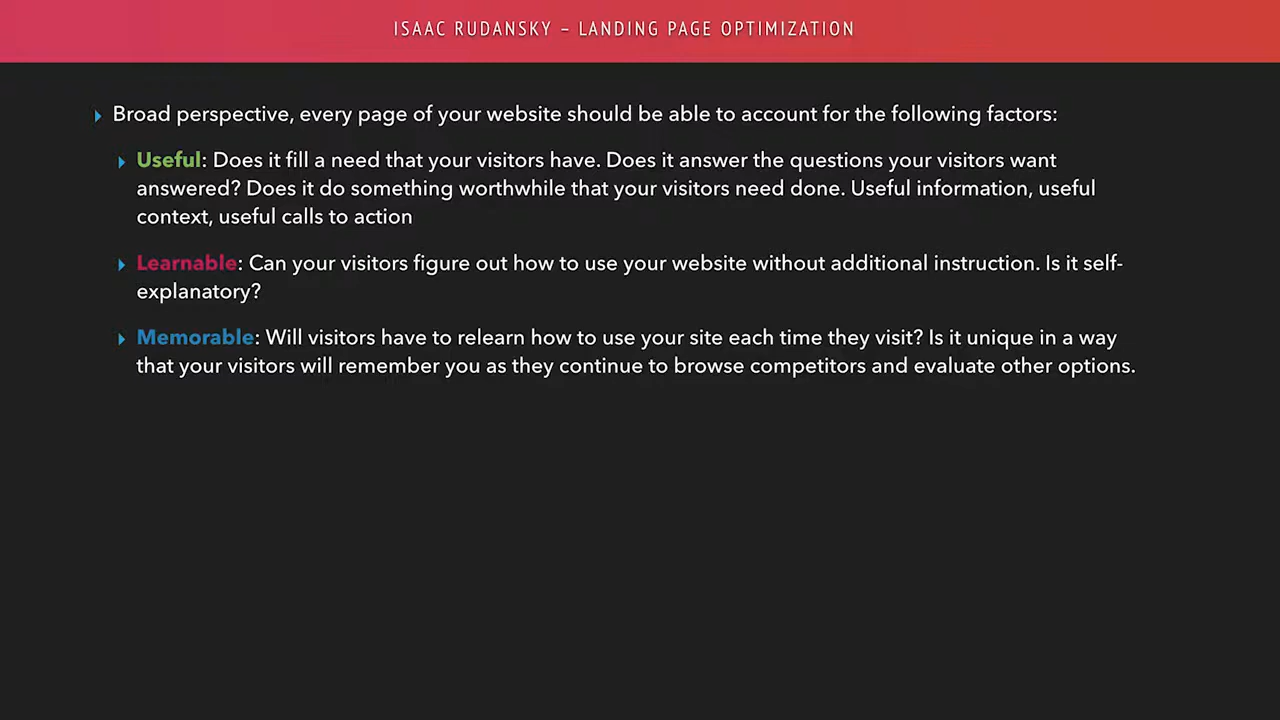 ISAAC RUDANSKY – LANDING PAGE OPTIMIZATION
Broad perspective, every page of your website should be able to account for the following factors:
Useful: Does it fill a need that your visitors have. Does it answer the questions your visitors want
answered? Does it do something worthwhile that your visitors need done. Useful information, useful
context, useful calls to action
Learnable: Can your visitors figure out how to use your website without additional instruction. Is it self-
explanatory?
Memorable: Will visitors have to relearn how to use your site each time they visit? Is it unique in a way
that your visitors will remember you as they continue to browse competitors and evaluate other options.